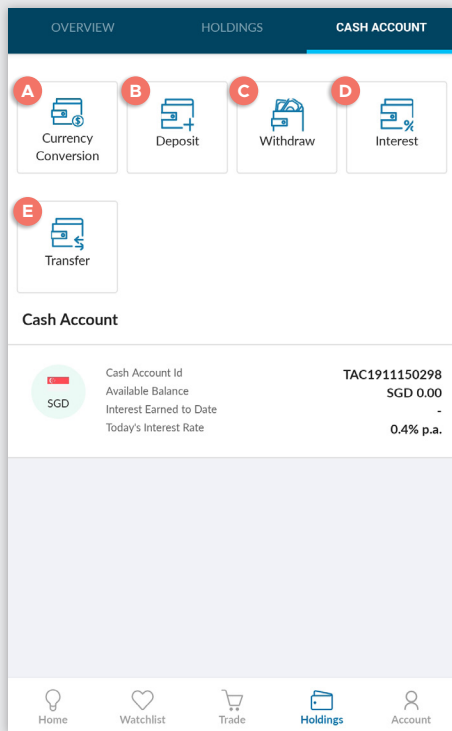 OVERVIEW HOLDINGS CASH ACCOUNT
A B C D
Currency Conversion
Deposit
Withdraw
Interest
E
Transfer
Cash Account
SGD
Cash Account Id TAC1911150298
Available Balance SGD 0.00
Interest Earned to Date -
Today's Interest Rate 0.4% p.a.
Home Watchlist Trade Holdings Account